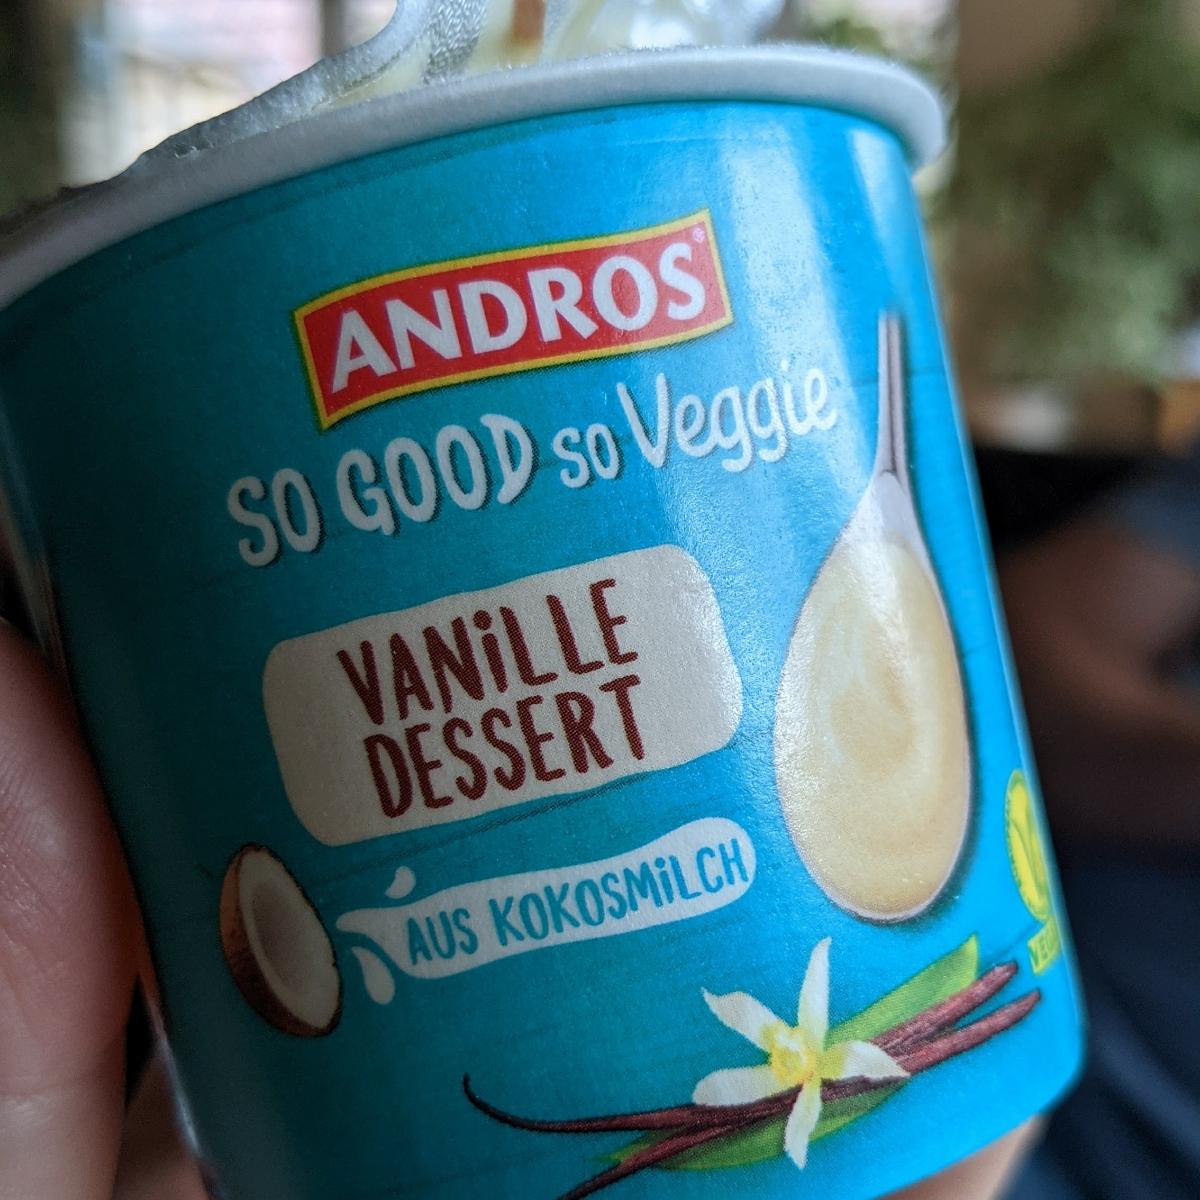 ANDROS®
SO GOOD so Veggie
VANiLLE
DESSERT
AUS KOKOSMiLCH